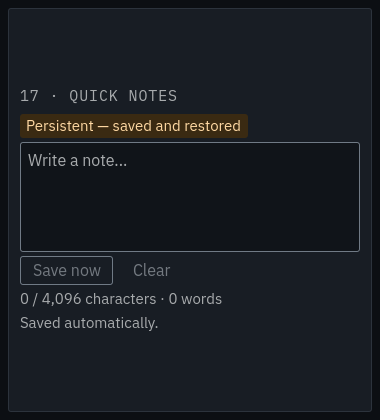 17 · QUICK NOTES
Persistent — saved and restored
Write a note...
Save now Clear
0 / 4,096 characters · 0 words
Saved automatically.